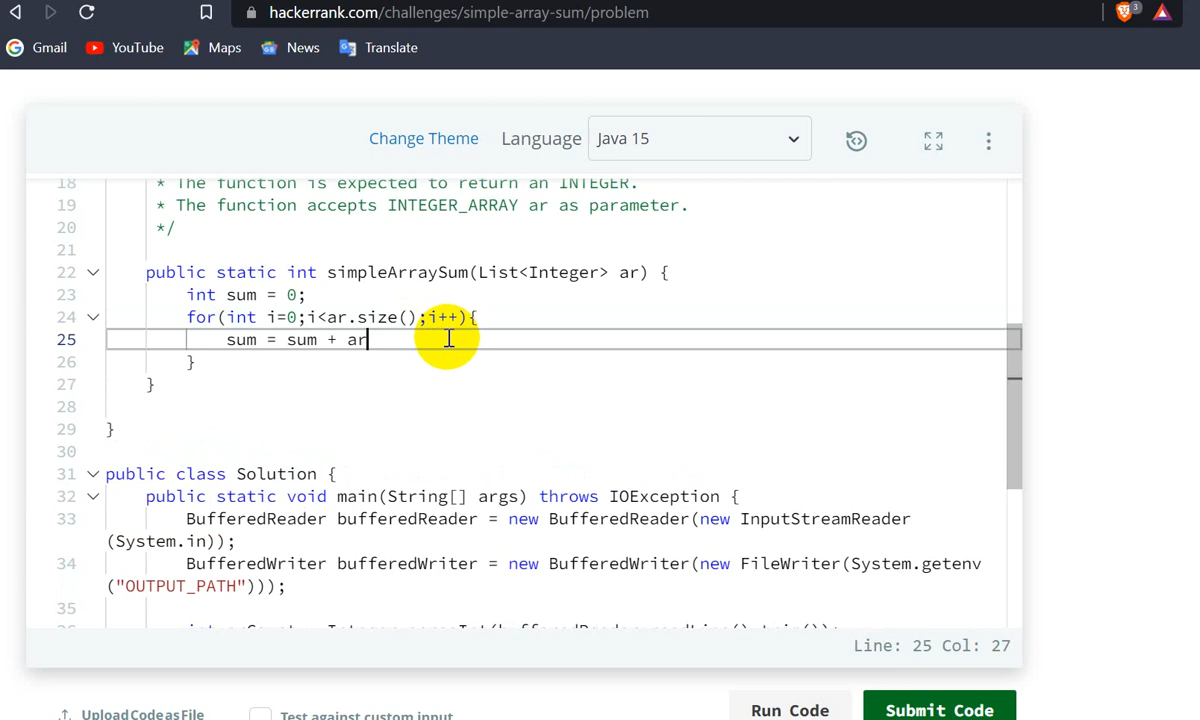 hackerrank.com/challenges/simple-array-sum/problem
3
Gmail YouTube Maps News Translate
Change Theme Language Java 15
18 * The function is expected to return an INTEGER.
19 * The function accepts INTEGER_ARRAY ar as parameter.
20 */
21
22 public static int simpleArraySum(List<Integer> ar) {
23 int sum = 0;
24 for(int i=0;i<ar.size();i++){
25 sum = sum + ar
26 }
27 }
28
29 }
30
31 public class Solution {
32 public static void main(String[] args) throws IOException {
33 BufferedReader bufferedReader = new BufferedReader(new InputStreamReader
(System.in));
34 BufferedWriter bufferedWriter = new BufferedWriter(new FileWriter(System.getenv
("OUTPUT_PATH")));
35
Line: 25 Col: 27
Upload Code as File Test against custom input Run Code Submit Code